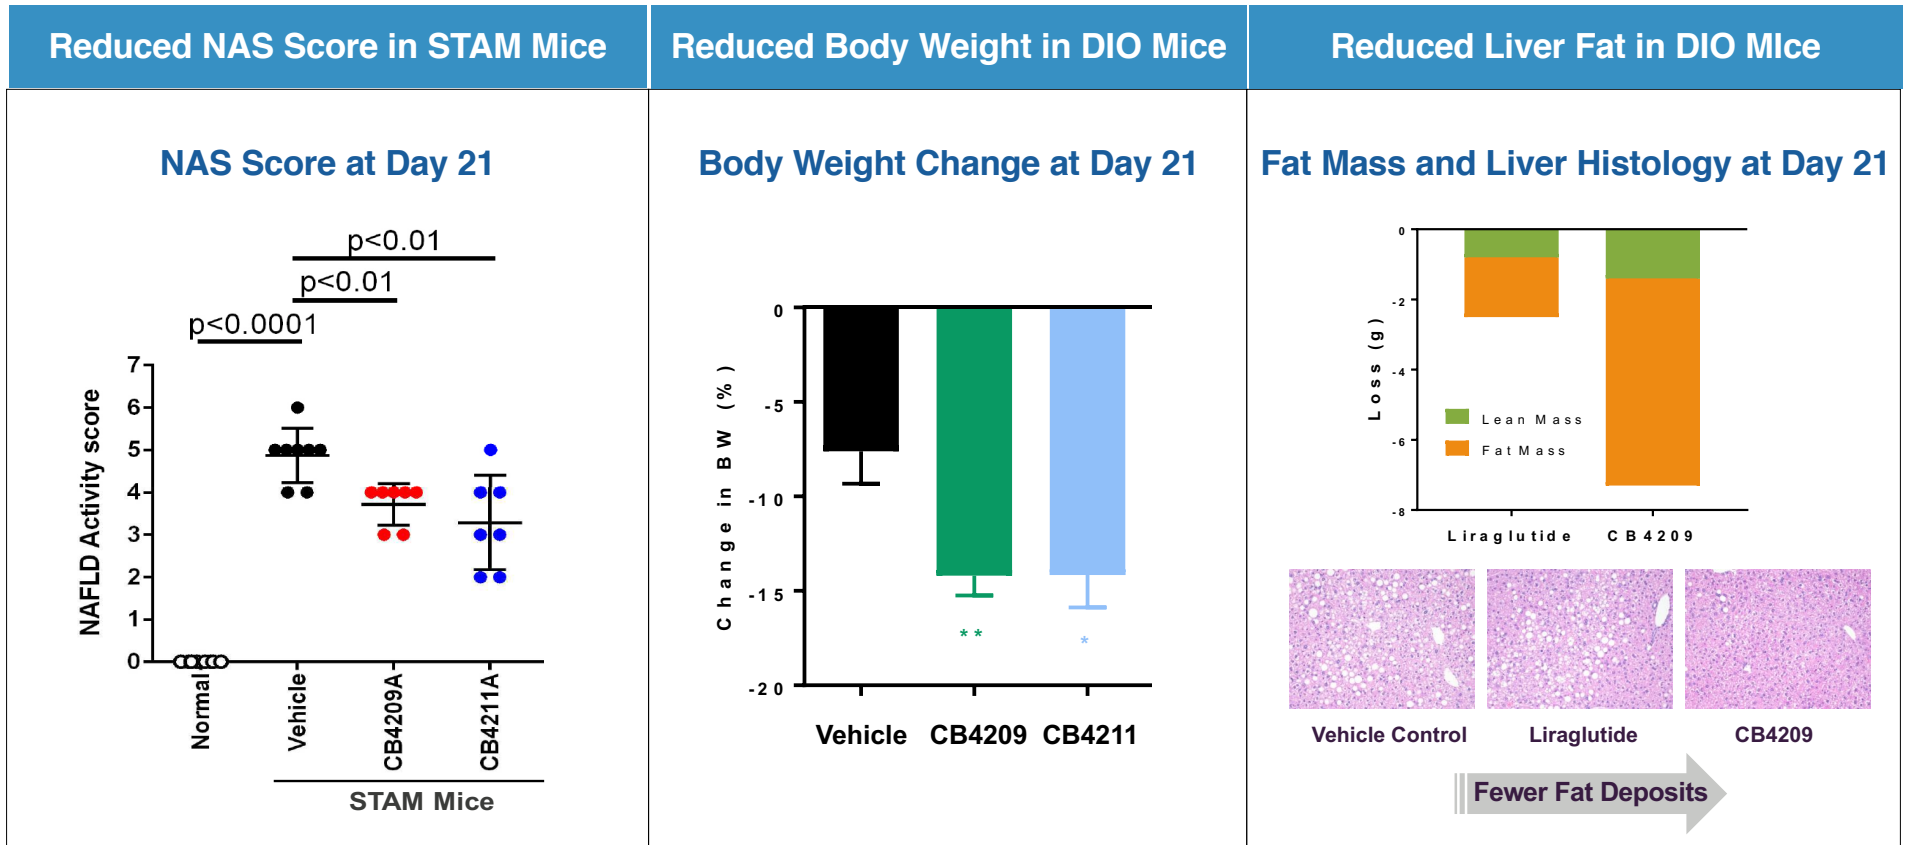 Reduced NAS Score in STAM Mice
NAS Score at Day 21
p<0.01
p<0.01
p<0.0001
NAFLD Activity score
7
6
5
4
3
2
1
0
Normal
Vehicle
CB4209A
CB4211A
STAM Mice
Reduced Body Weight in DIO Mice
Body Weight Change at Day 21
Change in BW (%)
0
-5
-10
-15
-20
**
*
Vehicle CB4209 CB4211
Reduced Liver Fat in DIO MIce
Fat Mass and Liver Histology at Day 21
Loss (g)
0
-2
-4
-6
-8
Lean Mass
Fat Mass
Liraglutide CB4209
Vehicle Control Liraglutide CB4209
Fewer Fat Deposits